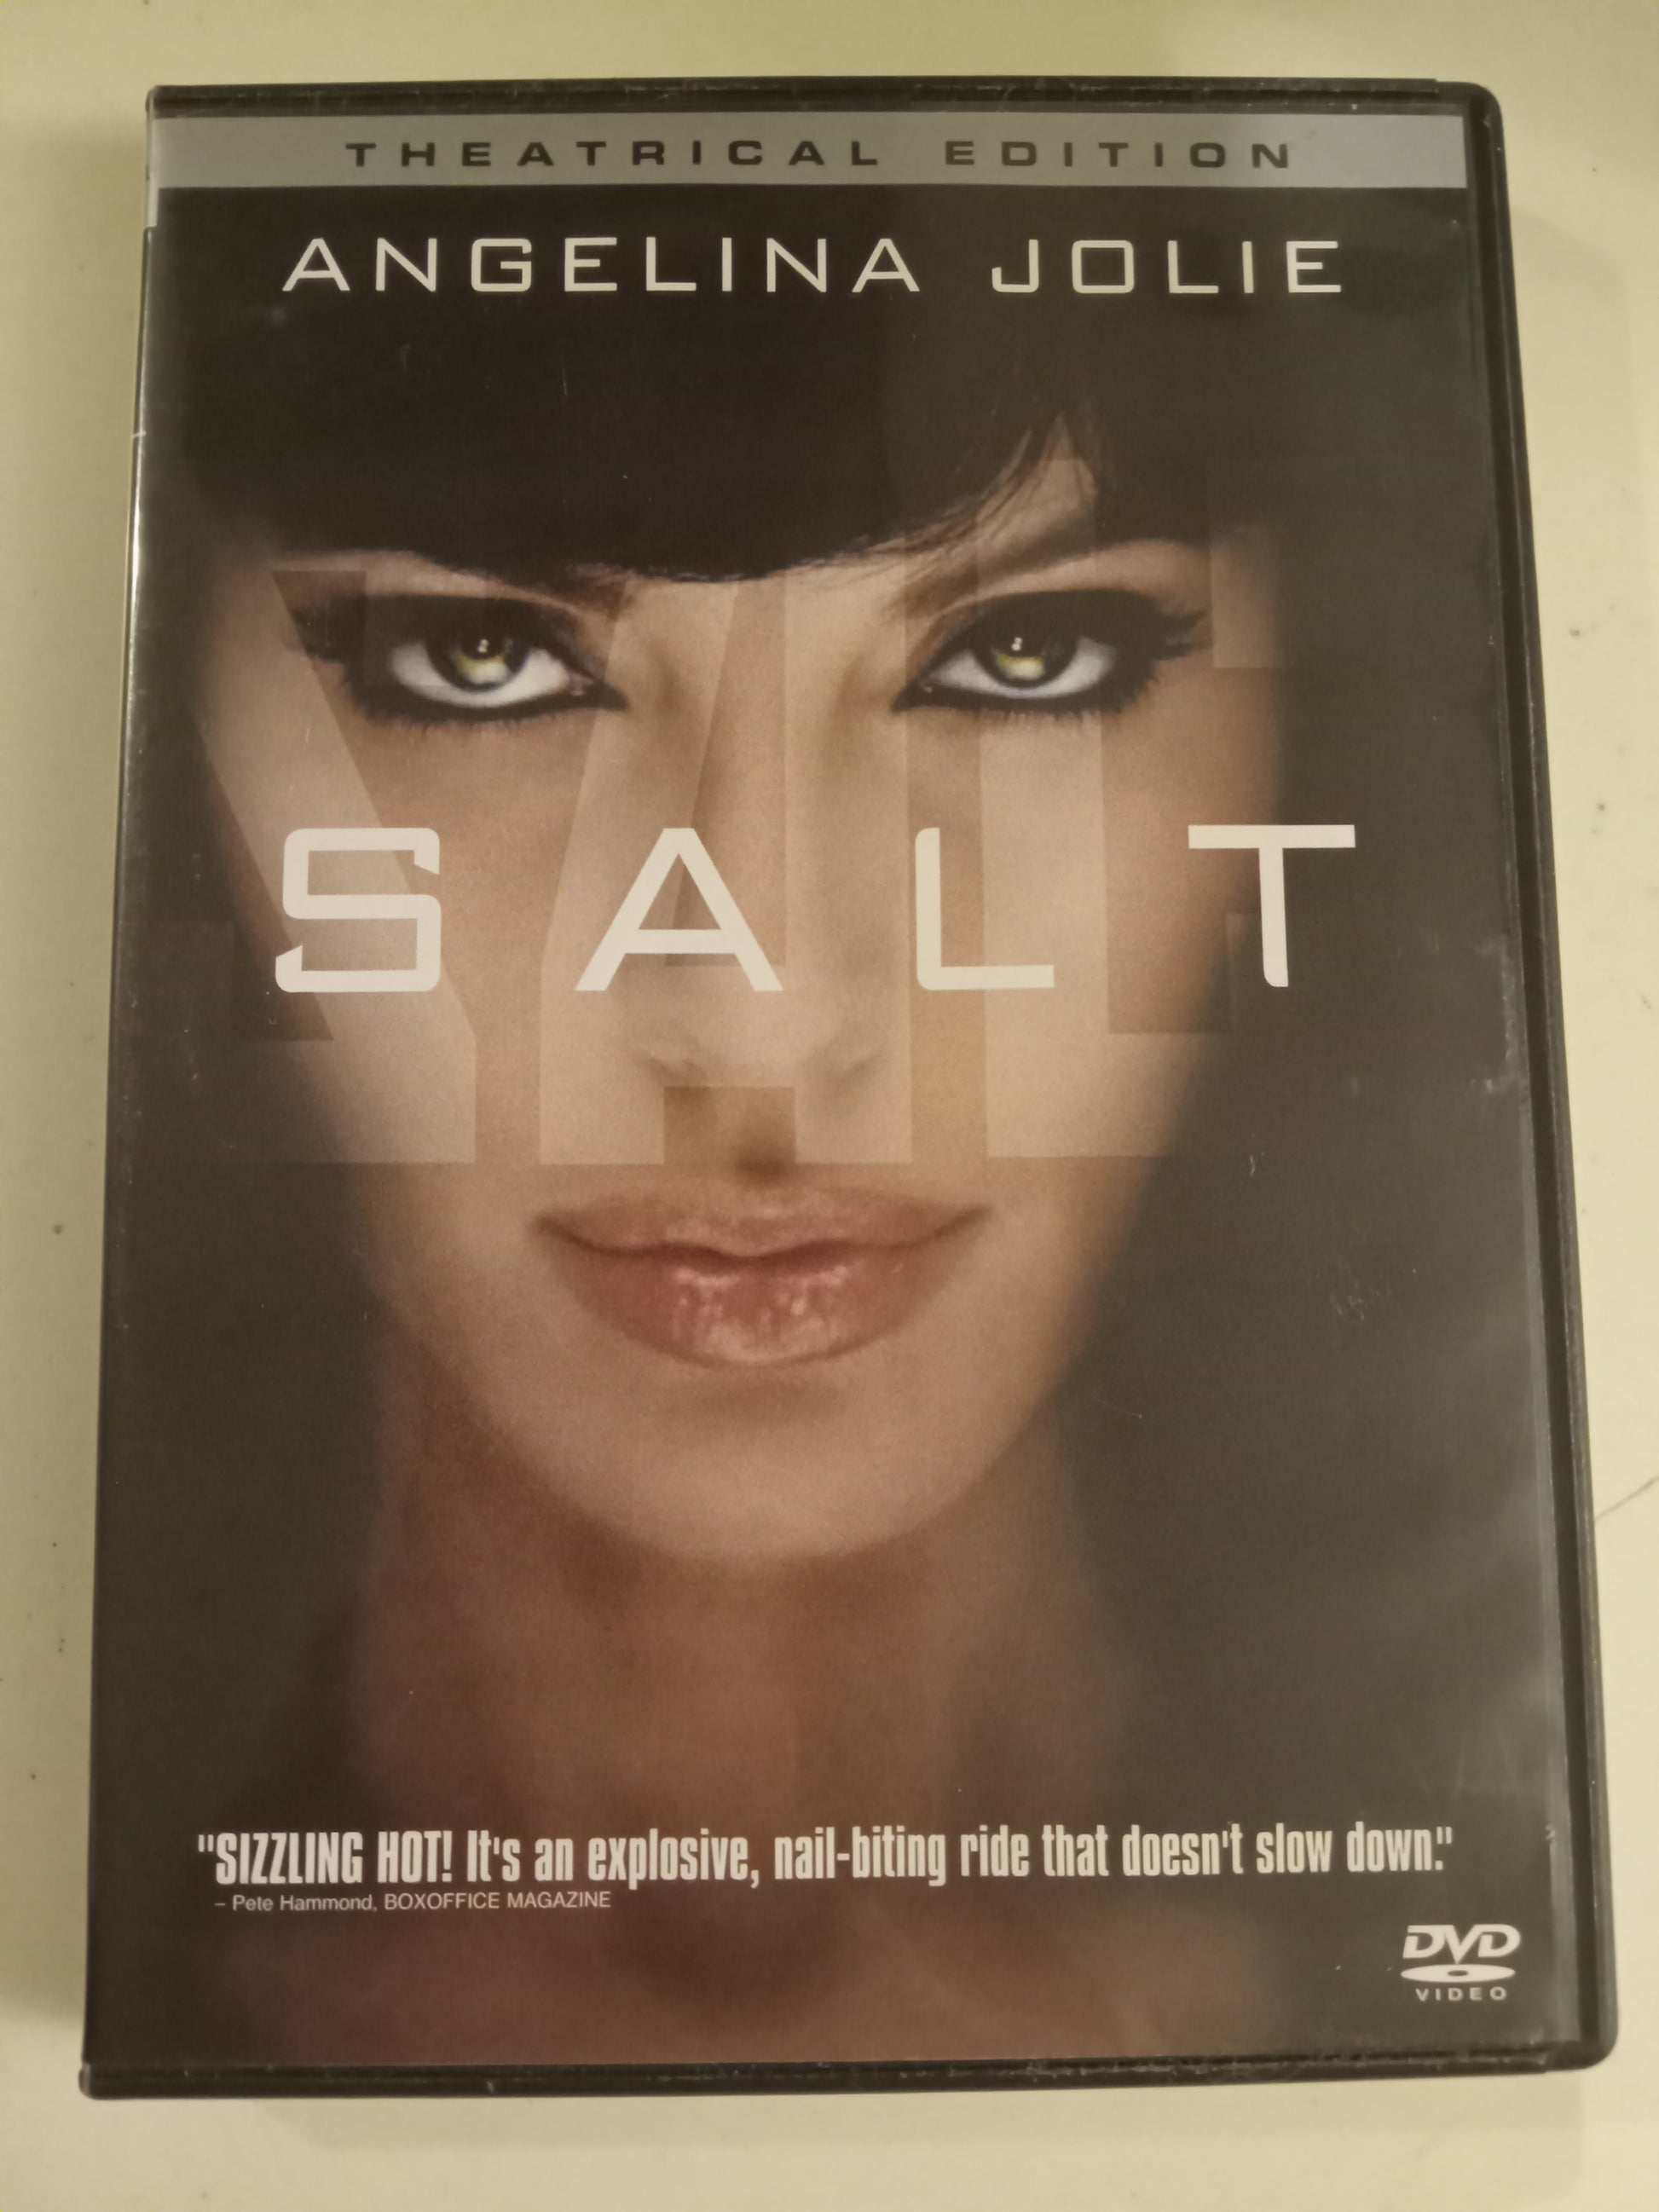 THEATRICAL EDITION
ANGELINA JOLIE
SALT
"SIZZLING HOT! It's an explosive, nail-biting ride that doesn't slow down."
– Pete Hammond, BOXOFFICE MAGAZINE
DVD
VIDEO